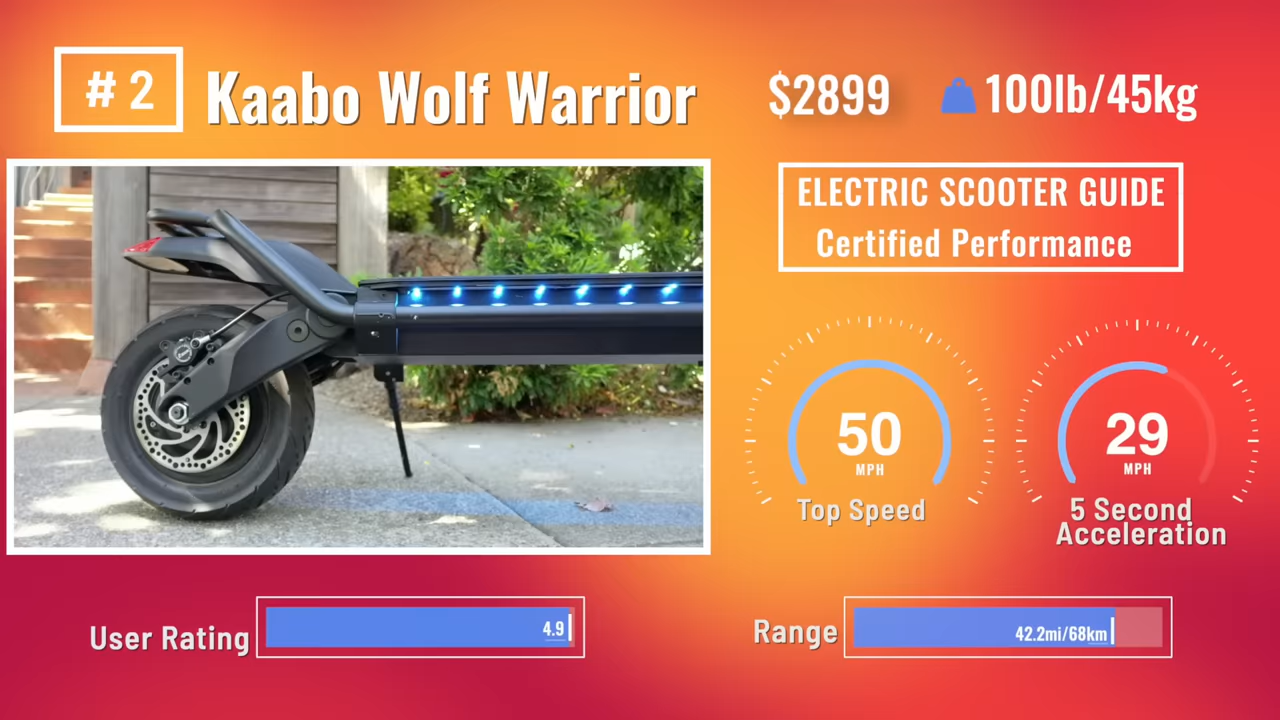 # 2
Kaabo Wolf Warrior
$2899
100lb/45kg
ELECTRIC SCOOTER GUIDE
Certified Performance
50
MPH
Top Speed
29
MPH
5 Second
Acceleration
User Rating
4.9
Range
42.2mi/68km